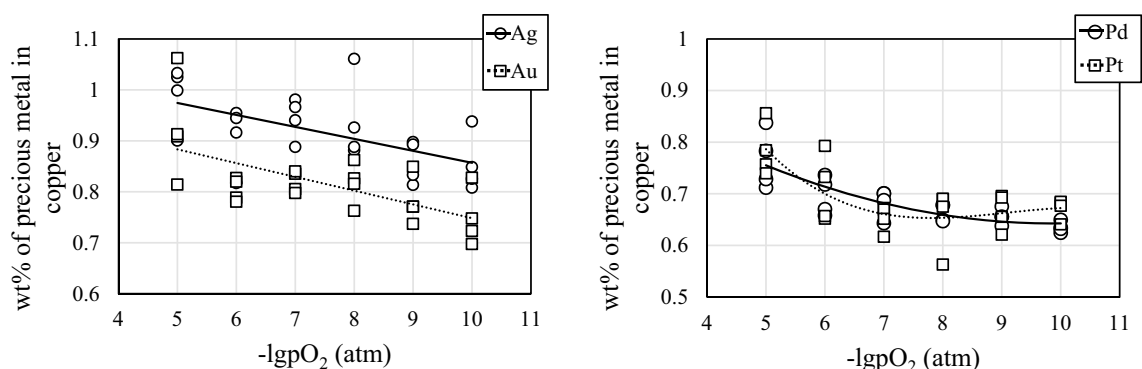 wt% of precious metal in
copper
1.1
1
0.9
0.8
0.7
0.6
4 5 6 7 8 9 10 11
-lgpO₂ (atm)
Ag
Au
wt% of precious metal in
copper
1
0.9
0.8
0.7
0.6
0.5
4 5 6 7 8 9 10 11
-lgpO₂ (atm)
Pd
Pt